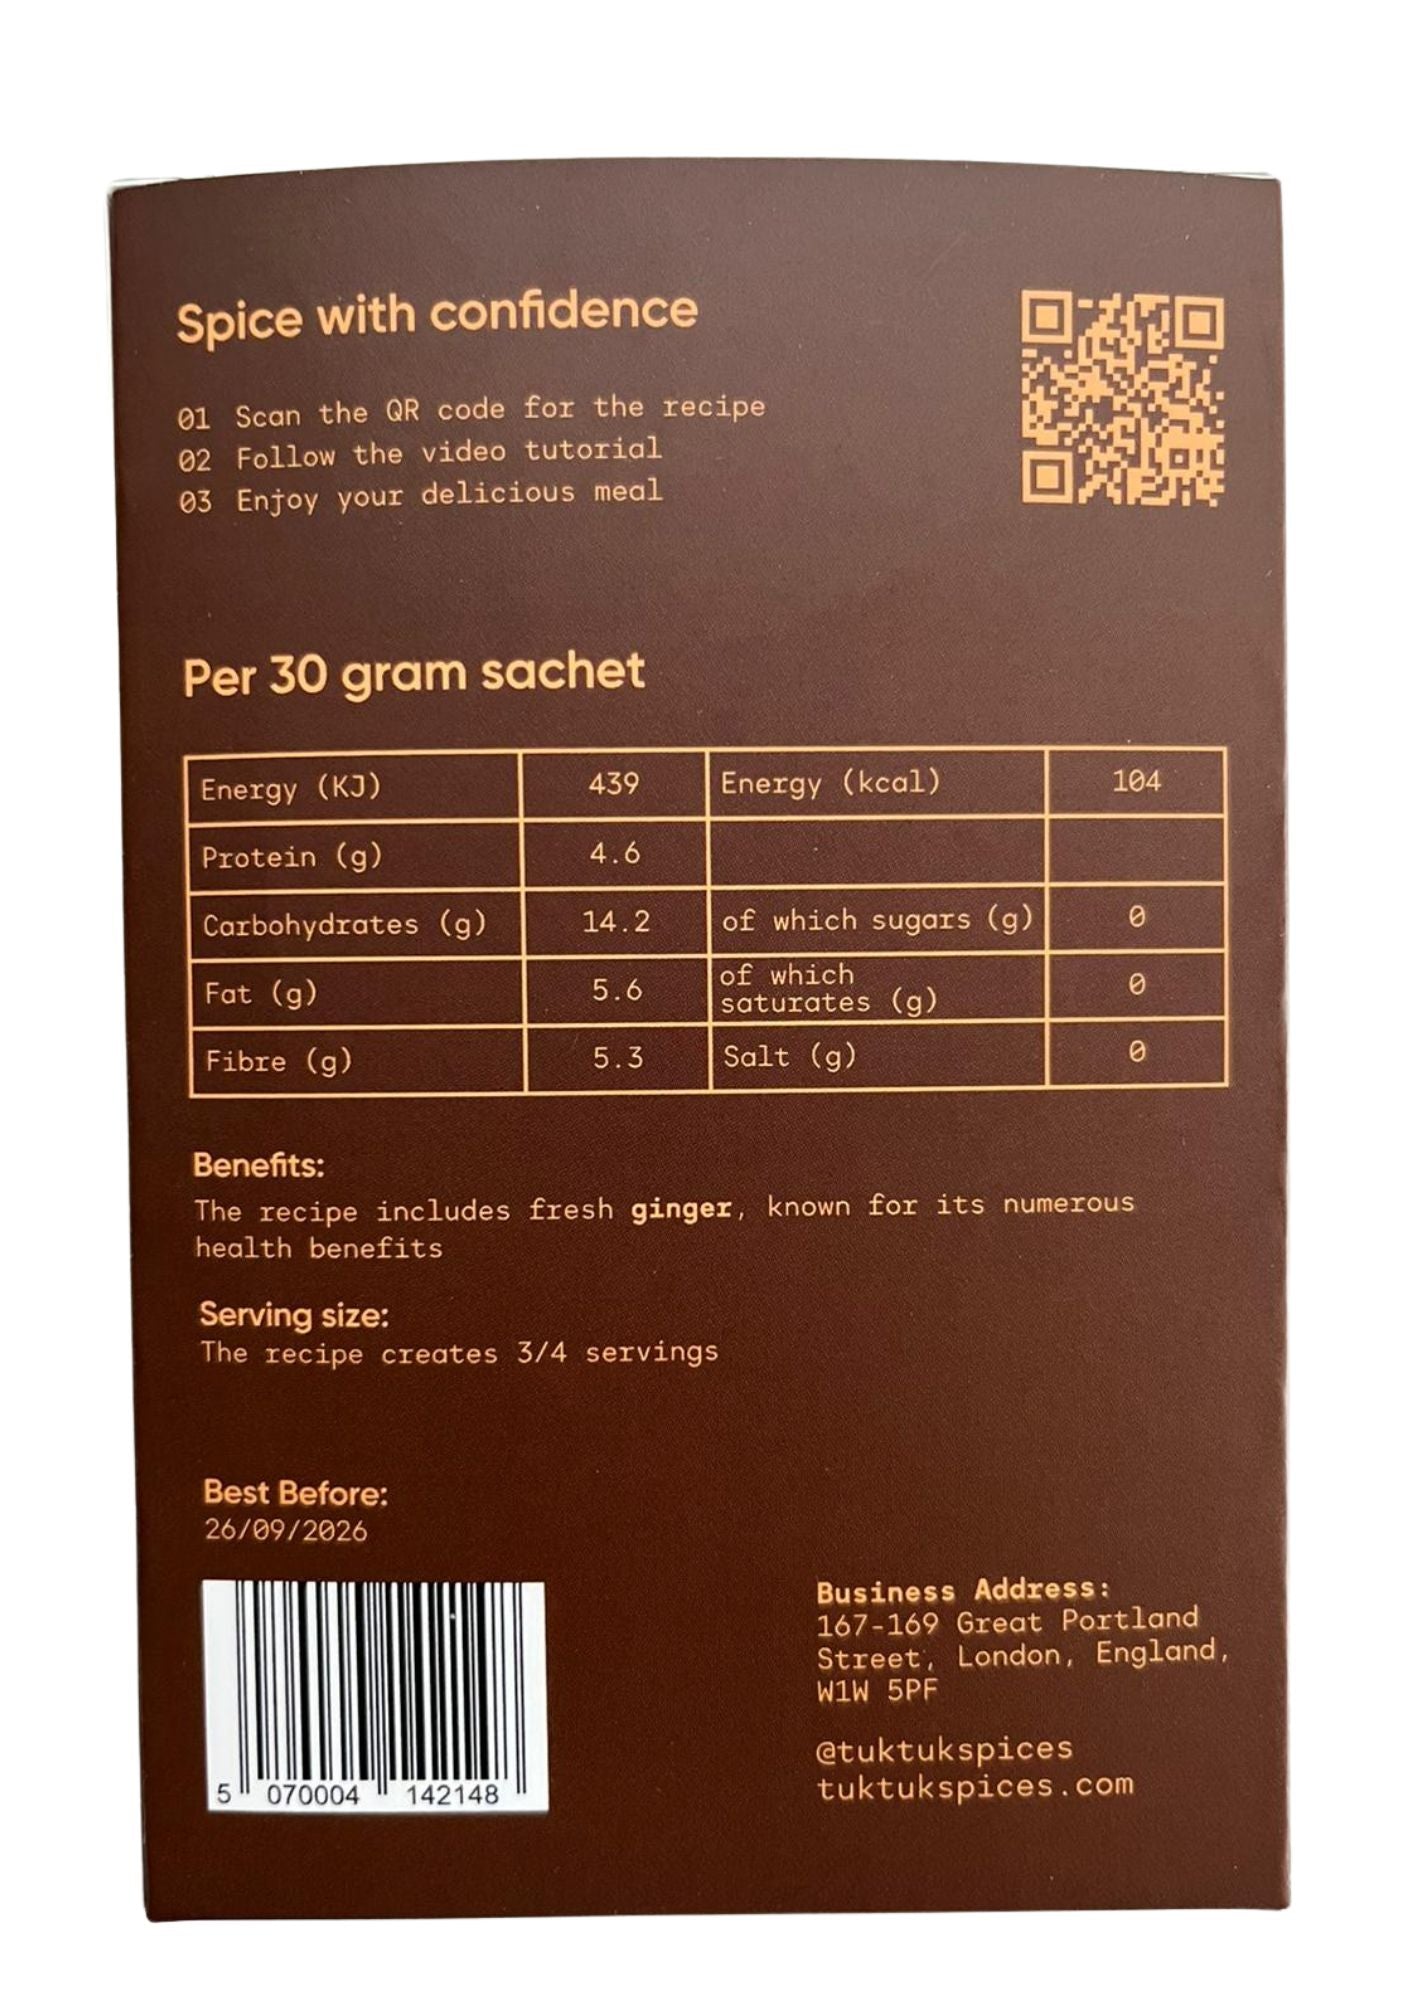 Spice with confidence
01 Scan the QR code for the recipe
02 Follow the video tutorial
03 Enjoy your delicious meal
Per 30 gram sachet
Energy (KJ) 439 Energy (kcal) 104
Protein (g) 4.6
Carbohydrates (g) 14.2 of which sugars (g) 0
Fat (g) 5.6 of which saturates (g) 0
Fibre (g) 5.3 Salt (g) 0
Benefits:
The recipe includes fresh ginger, known for its numerous
health benefits
Serving size:
The recipe creates 3/4 servings
Best Before:
26/09/2026
5 070004 142148
Business Address:
167-169 Great Portland
Street, London, England,
W1W 5PF
@tuktukspices
tuktukspices.com